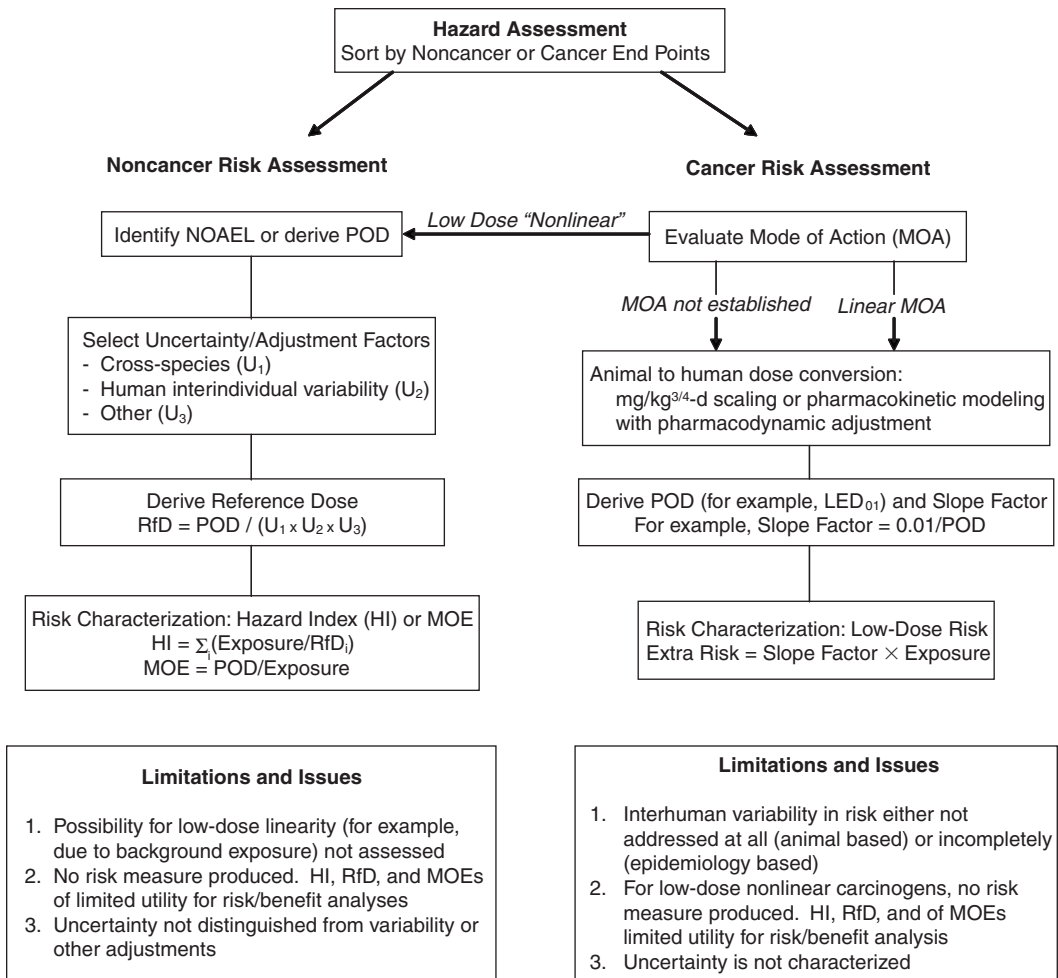 Hazard Assessment
Sort by Noncancer or Cancer End Points
Noncancer Risk Assessment
Cancer Risk Assessment
Identify NOAEL or derive POD
Low Dose “Nonlinear”
Evaluate Mode of Action (MOA)
MOA not established
Linear MOA
Select Uncertainty/Adjustment Factors
- Cross-species (U₁)
- Human interindividual variability (U₂)
- Other (U₃)
Animal to human dose conversion:
mg/kg³ᐟ⁴-d scaling or pharmacokinetic modeling
with pharmacodynamic adjustment
Derive Reference Dose
RfD = POD / (U₁ x U₂ x U₃)
Derive POD (for example, LED₀₁) and Slope Factor
For example, Slope Factor = 0.01/POD
Risk Characterization: Hazard Index (HI) or MOE
HI = Σᵢ(Exposure/RfDᵢ)
MOE = POD/Exposure
Risk Characterization: Low-Dose Risk
Extra Risk = Slope Factor × Exposure
Limitations and Issues
1. Possibility for low-dose linearity (for example,
due to background exposure) not assessed
2. No risk measure produced. HI, RfD, and MOEs
of limited utility for risk/benefit analyses
3. Uncertainty not distinguished from variability or
other adjustments
Limitations and Issues
1. Interhuman variability in risk either not
addressed at all (animal based) or incompletely
(epidemiology based)
2. For low-dose nonlinear carcinogens, no risk
measure produced. HI, RfD, and of MOEs
limited utility for risk/benefit analysis
3. Uncertainty is not characterized